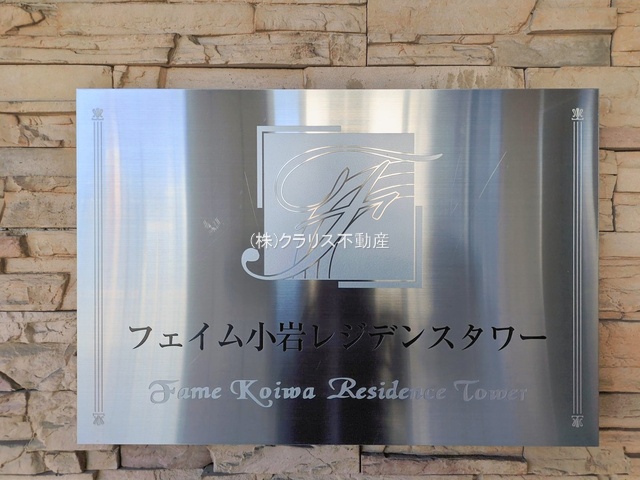 (株)クラリス不動産
フェイム小岩レジデンスタワー
Fame Koiwa Residence Tower